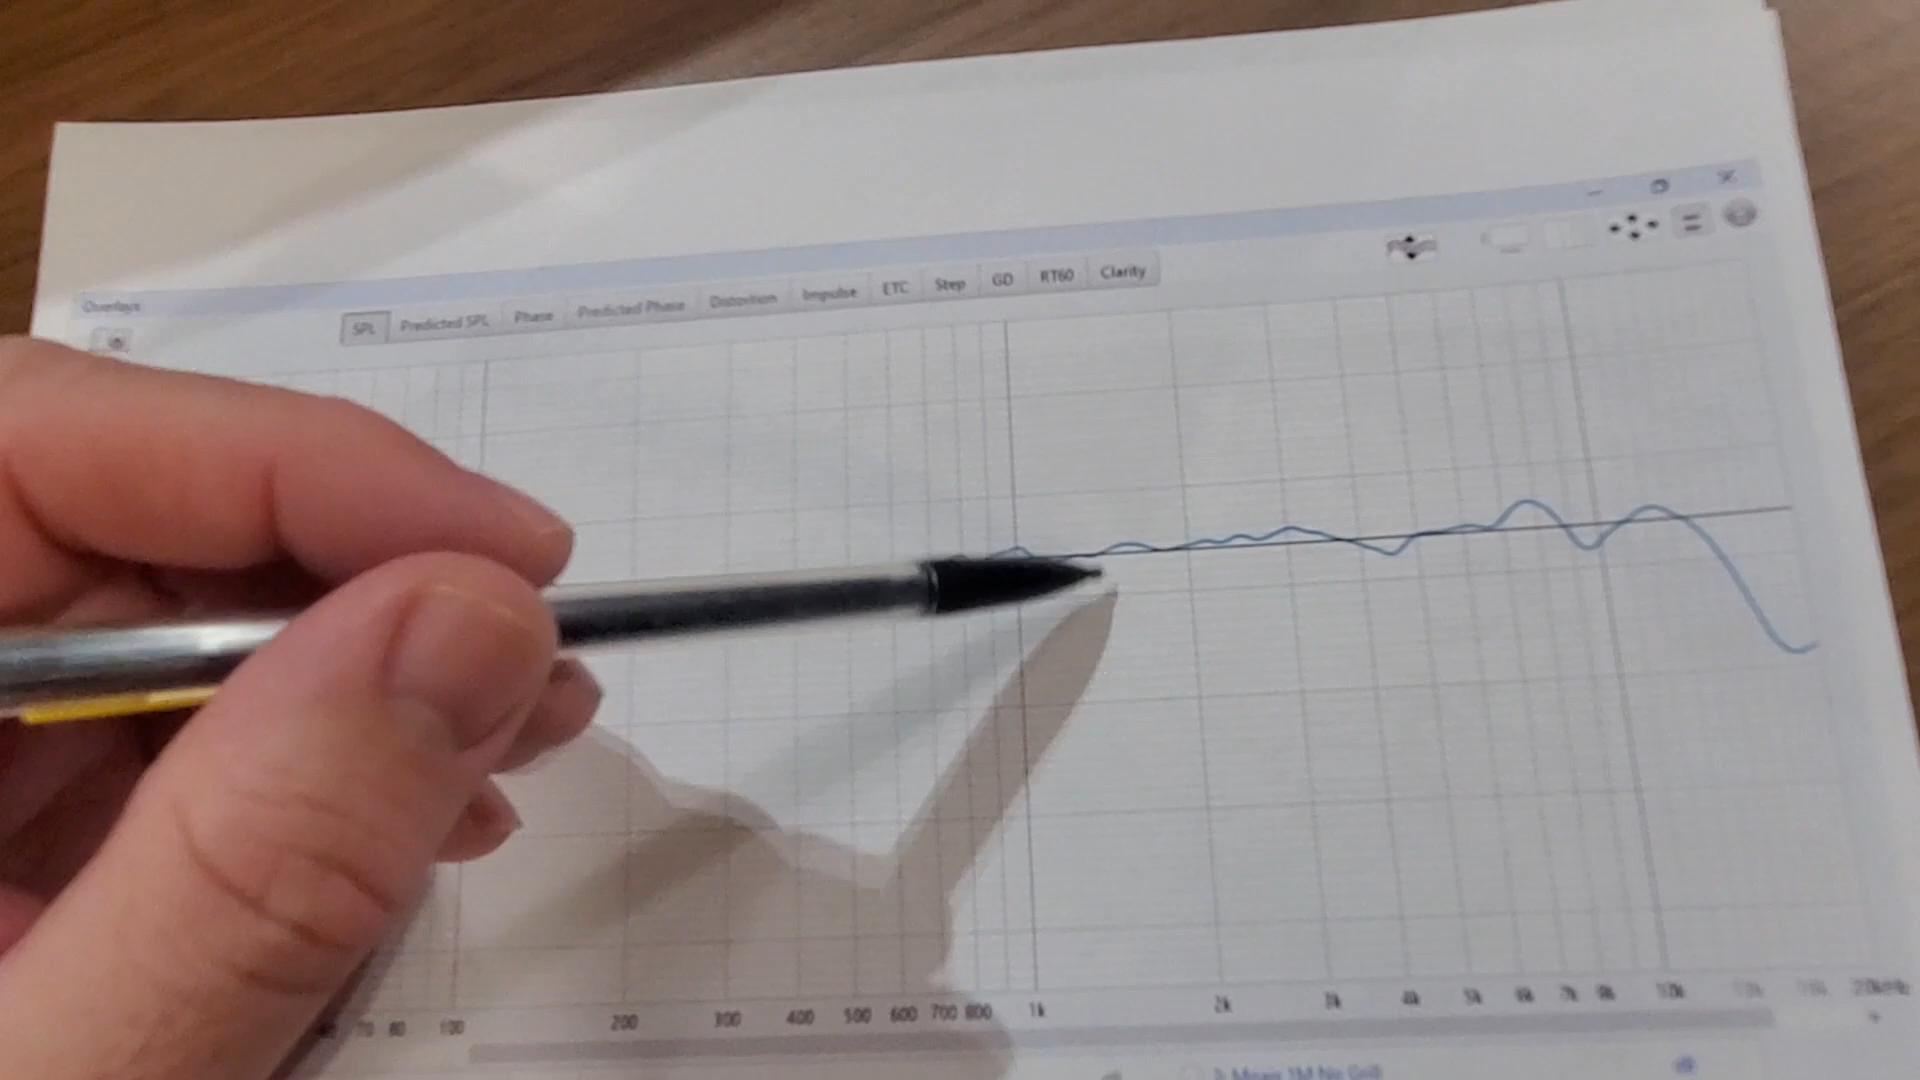 Overlays
SPL Predicted SPL Phase Predicted Phase Distortion Impulse ETC Step GD RT60 Clarity
70 80 100 200 300 400 500 600 700 800 1k 2k 3k 4k 5k 6k 7k 8k 10k 20kHz